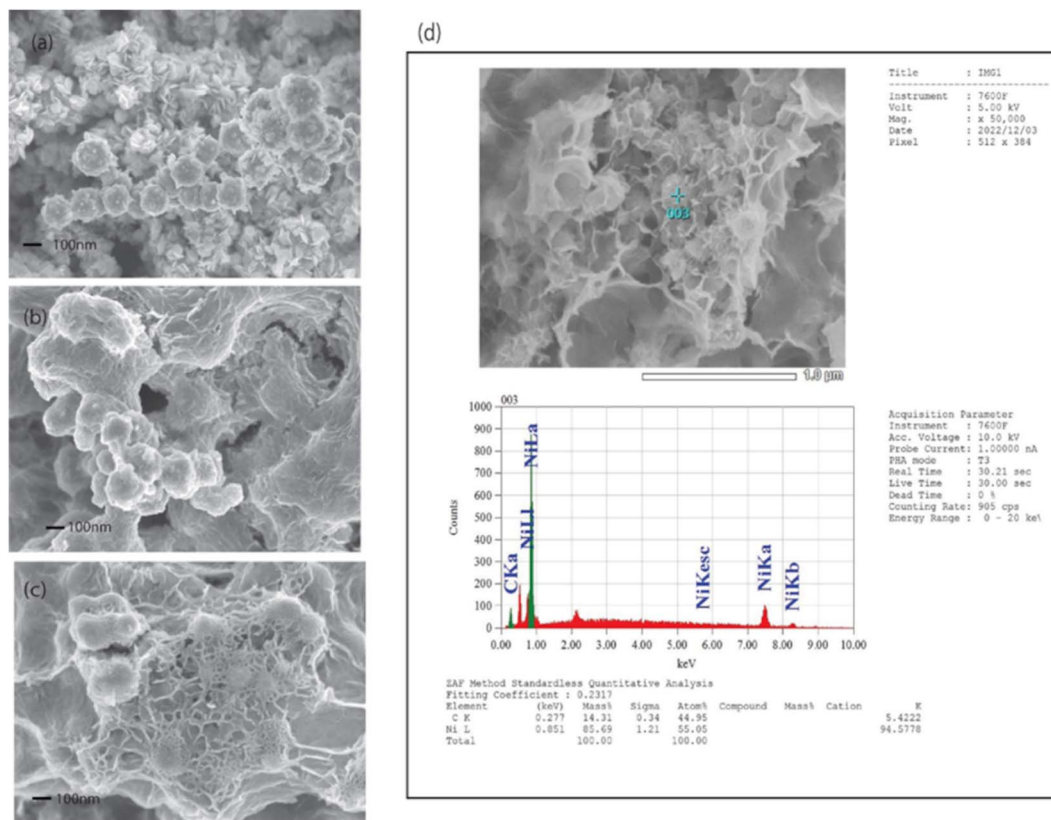 (a)
100nm
(b)
100nm
(c)
100nm
(d)
003
1.0 µm
Title : IMG1
Instrument : 7600F
Volt : 5.00 kV
Mag. : x 50,000
Date : 2022/12/03
Pixel : 512 x 384
003
1000
900
800
700
600
500
400
300
200
100
0
Counts
CKa
NiLl
NiLa
NiKesc
NiKa
NiKb
0.00 1.00 2.00 3.00 4.00 5.00 6.00 7.00 8.00 9.00 10.00
keV
Acquisition Parameter
Instrument : 7600F
Acc. Voltage : 10.0 kV
Probe Current: 1.00000 nA
PHA mode : T3
Real Time : 30.21 sec
Live Time : 30.00 sec
Dead Time : 0 %
Counting Rate: 905 cps
Energy Range : 0 - 20 keV
ZAF Method Standardless Quantitative Analysis
Fitting Coefficient : 0.2317
Element (keV) Mass% Sigma Atom% Compound Mass% Cation K
C K 0.277 14.31 0.34 44.95 5.4222
Ni L 0.851 85.69 1.21 55.05 94.5778
Total 100.00 100.00